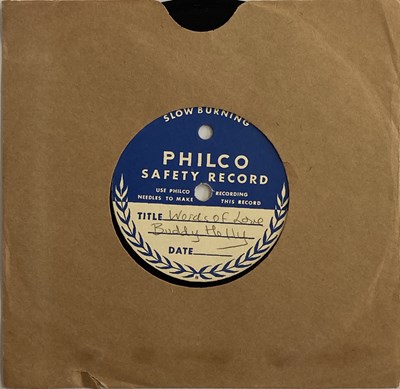 SLOW BURNING
PHILCO
SAFETY RECORD
USE PHILCO RECORDING
NEEDLES TO MAKE THIS RECORD
TITLE Words of Love
Buddy Holly
DATE